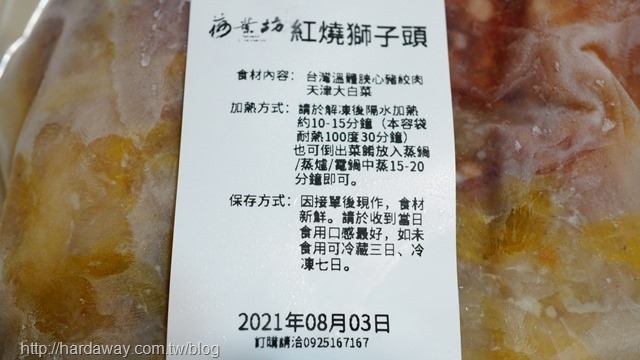 荷葉坊 紅燒獅子頭
食材內容: 台灣溫體胛心豬絞肉
天津大白菜
加熱方式: 請於解凍後隔水加熱
約10-15分鐘（本容袋
耐熱100度30分鐘）
也可倒出菜餚放入蒸鍋
/蒸爐/電鍋中蒸15-20
分鐘即可。
保存方式: 因接單後現作，食材
新鮮。請於收到當日
食用口感最好，如未
食用可冷藏三日、冷
凍七日。
2021年08月03日
訂購請洽0925167167
http://hardaway.com.tw/blog